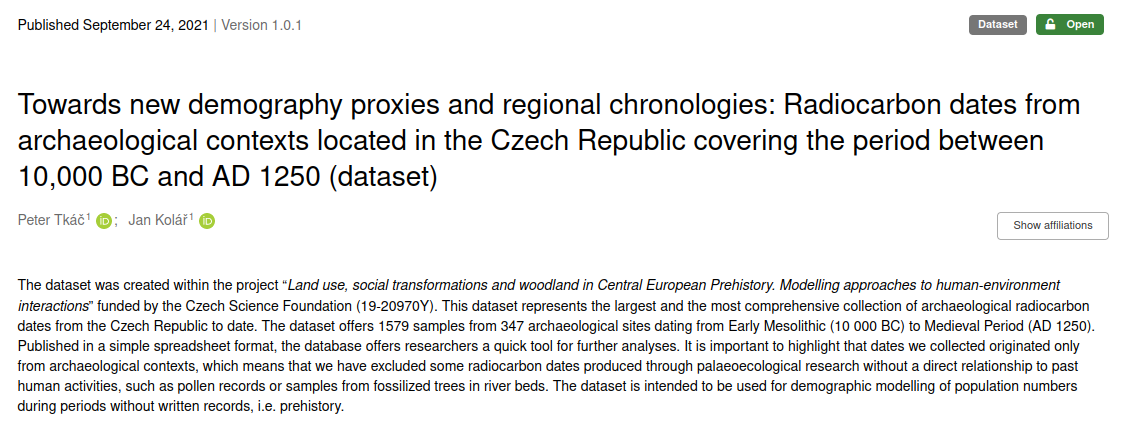 Published September 24, 2021 | Version 1.0.1
Dataset
Open
Towards new demography proxies and regional chronologies: Radiocarbon dates from
archaeological contexts located in the Czech Republic covering the period between
10,000 BC and AD 1250 (dataset)
Peter Tkáč¹ iD ; Jan Kolář¹ iD
Show affiliations
The dataset was created within the project “Land use, social transformations and woodland in Central European Prehistory. Modelling approaches to human-environment
interactions” funded by the Czech Science Foundation (19-20970Y). This dataset represents the largest and the most comprehensive collection of archaeological radiocarbon
dates from the Czech Republic to date. The dataset offers 1579 samples from 347 archaeological sites dating from Early Mesolithic (10 000 BC) to Medieval Period (AD 1250).
Published in a simple spreadsheet format, the database offers researchers a quick tool for further analyses. It is important to highlight that dates we collected originated only
from archaeological contexts, which means that we have excluded some radiocarbon dates produced through palaeoecological research without a direct relationship to past
human activities, such as pollen records or samples from fossilized trees in river beds. The dataset is intended to be used for demographic modelling of population numbers
during periods without written records, i.e. prehistory.